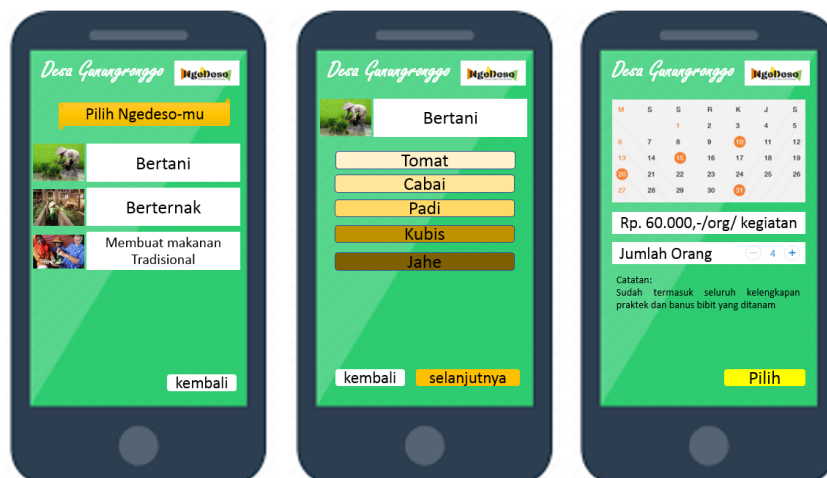 Desa Gunungronggo
NgeDeso
Pilih Ngedeso-mu
Bertani
Berternak
Membuat makanan
Tradisional
kembali
Desa Gunungronggo
NgeDeso
Bertani
Tomat
Cabai
Padi
Kubis
Jahe
kembali selanjutnya
Desa Gunungronggo
NgeDeso
M S S R K J S
1 2 3 4 5
6 7 8 9 10 11 12
13 14 15 16 17 18 19
20 21 22 23 24 25 26
27 28 29 30 31
Rp. 60.000,-/org/ kegiatan
Jumlah Orang − 4 +
Catatan:
Sudah termasuk seluruh kelengkapan
praktek dan banus bibit yang ditanam
Pilih